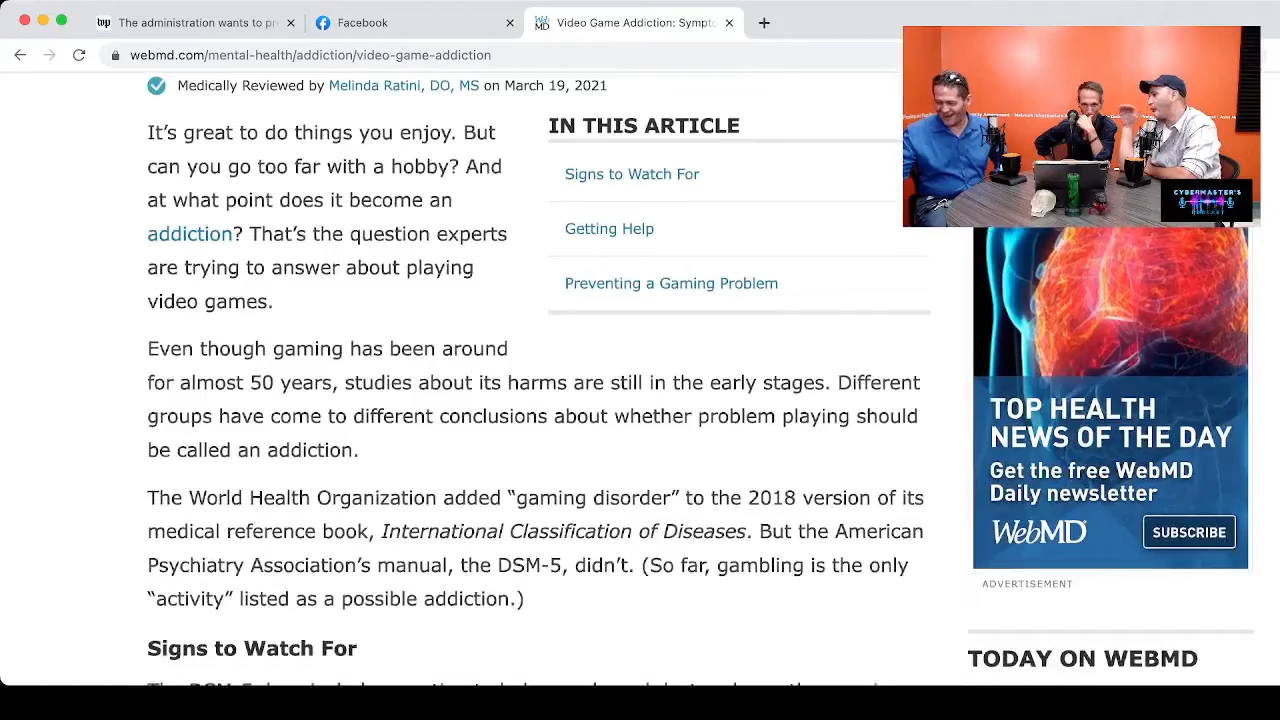 The administration wants to pr
Facebook
Video Game Addiction: Sympto
webmd.com/mental-health/addiction/video-game-addiction
Medically Reviewed by Melinda Ratini, DO, MS on March 19, 2021
It’s great to do things you enjoy. But
can you go too far with a hobby? And
at what point does it become an
addiction? That’s the question experts
are trying to answer about playing
video games.
IN THIS ARTICLE
Signs to Watch For
Getting Help
Preventing a Gaming Problem
Even though gaming has been around
for almost 50 years, studies about its harms are still in the early stages. Different
groups have come to different conclusions about whether problem playing should
be called an addiction.
The World Health Organization added “gaming disorder” to the 2018 version of its
medical reference book, International Classification of Diseases. But the American
Psychiatry Association’s manual, the DSM-5, didn’t. (So far, gambling is the only
“activity” listed as a possible addiction.)
Signs to Watch For
CYBERMASTER'S
PODCAST
TOP HEALTH
NEWS OF THE DAY
Get the free WebMD
Daily newsletter
WebMD
SUBSCRIBE
ADVERTISEMENT
TODAY ON WEBMD